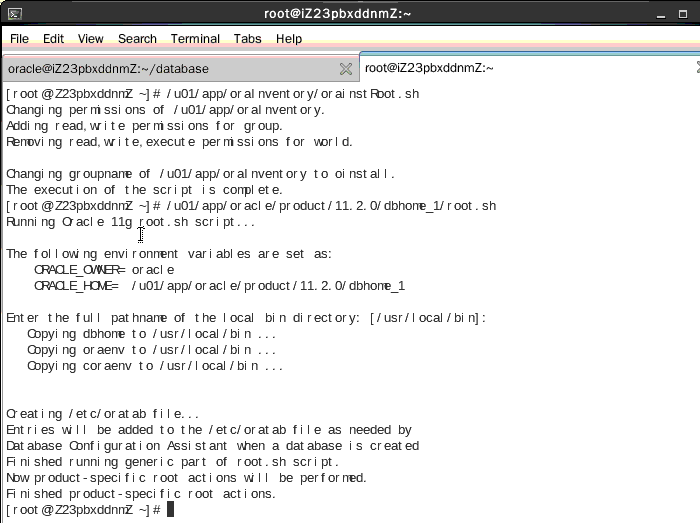 root@iZ23pbxddnmZ:~
File Edit View Search Terminal Tabs Help
oracle@iZ23pbxddnmZ:~/database
root@iZ23pbxddnmZ:~
[root@Z23pbxddnmZ ~]# /u01/app/oraInventory/orainstRoot.sh
Changing permissions of /u01/app/oraInventory.
Adding read,write permissions for group.
Removing read,write,execute permissions for world.
Changing groupname of /u01/app/oraInventory to oinstall.
The execution of the script is complete.
[root@Z23pbxddnmZ ~]# /u01/app/oracle/product/11.2.0/dbhome_1/root.sh
Running Oracle 11g root.sh script...
The following environment variables are set as:
ORACLE_OWNER= oracle
ORACLE_HOME= /u01/app/oracle/product/11.2.0/dbhome_1
Enter the full pathname of the local bin directory: [/usr/local/bin]:
Copying dbhome to /usr/local/bin ...
Copying oraenv to /usr/local/bin ...
Copying coraenv to /usr/local/bin ...
Creating /etc/oratab file...
Entries will be added to the /etc/oratab file as needed by
Database Configuration Assistant when a database is created
Finished running generic part of root.sh script.
Now product-specific root actions will be performed.
Finished product-specific root actions.
[root@Z23pbxddnmZ ~]#